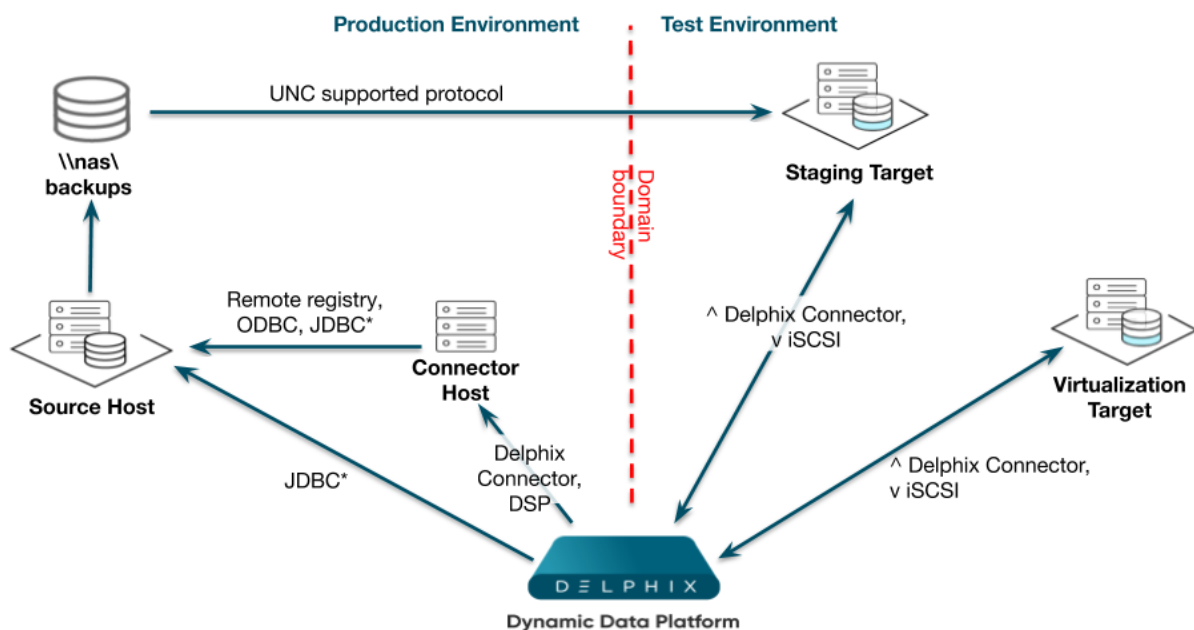 Production Environment
Test Environment
UNC supported protocol
\\nas\
backups
Staging Target
Domain
boundary
Remote registry,
ODBC, JDBC*
Connector
Host
Source Host
^ Delphix Connector,
v iSCSI
Virtualization
Target
JDBC*
Delphix
Connector,
DSP
^ Delphix Connector,
v iSCSI
DELPHIX
Dynamic Data Platform